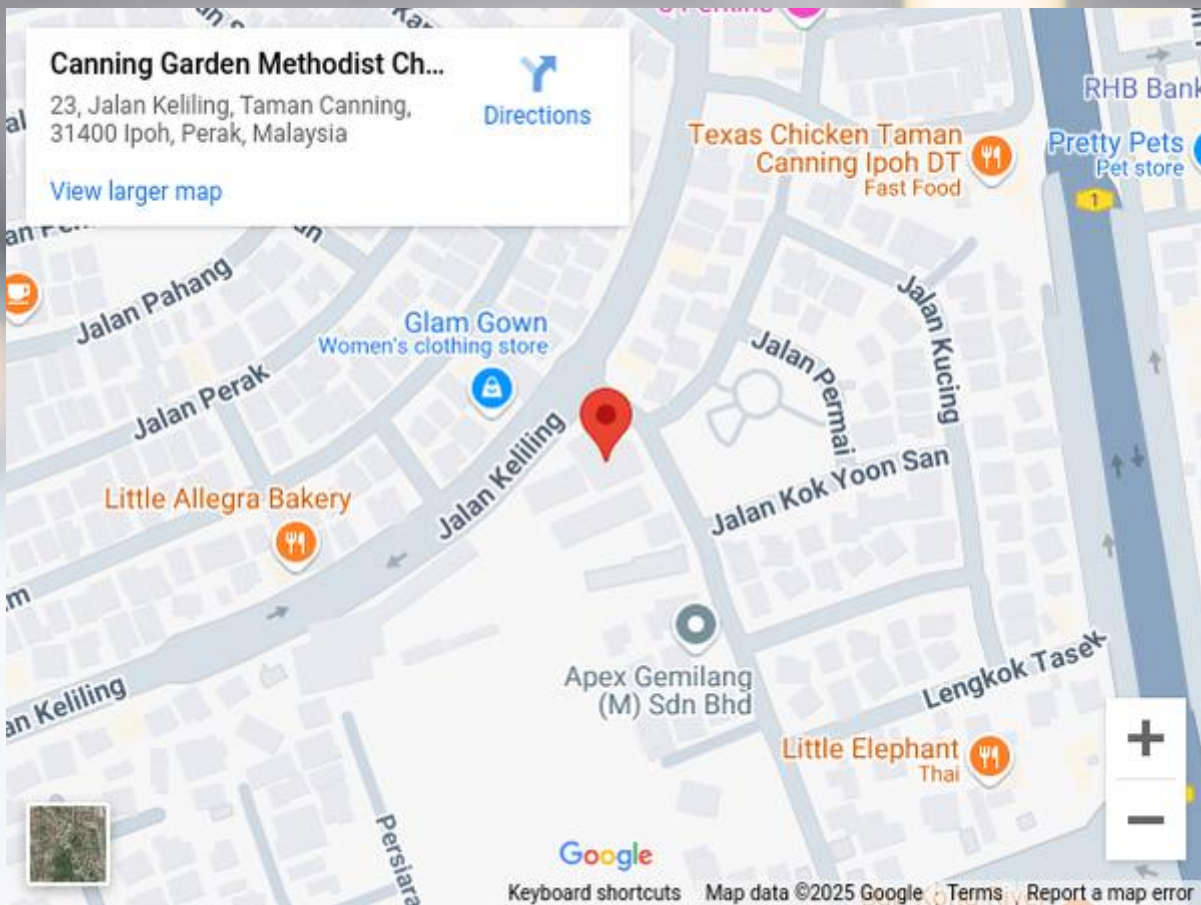 Canning Garden Methodist Ch...
23, Jalan Keliling, Taman Canning,
31400 Ipoh, Perak, Malaysia
Directions
View larger map
RHB Bank
Texas Chicken Taman
Canning Ipoh DT
Fast Food
Pretty Pets
Pet store
1
Jalan Pahang
Glam Gown
Women's clothing store
Jalan Kucing
Jalan Permai
Jalan Perak
Jalan Keliling
Jalan Kok Yoon San
Little Allegra Bakery
Apex Gemilang
(M) Sdn Bhd
Lengkok Tasek
an Keliling
Little Elephant
Thai
Persiara
Google
Keyboard shortcuts Map data ©2025 Google Terms Report a map error